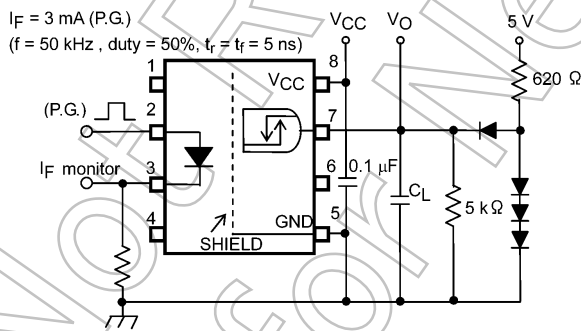 IF = 3 mA (P.G.)
(f = 50 kHz , duty = 50%, tr = tf = 5 ns)
VCC
VO
5 V
1
8
VCC
620 Ω
(P.G.)
2
7
IF monitor
3
6
0.1 μF
CL
5 kΩ
4
GND
5
SHIELD